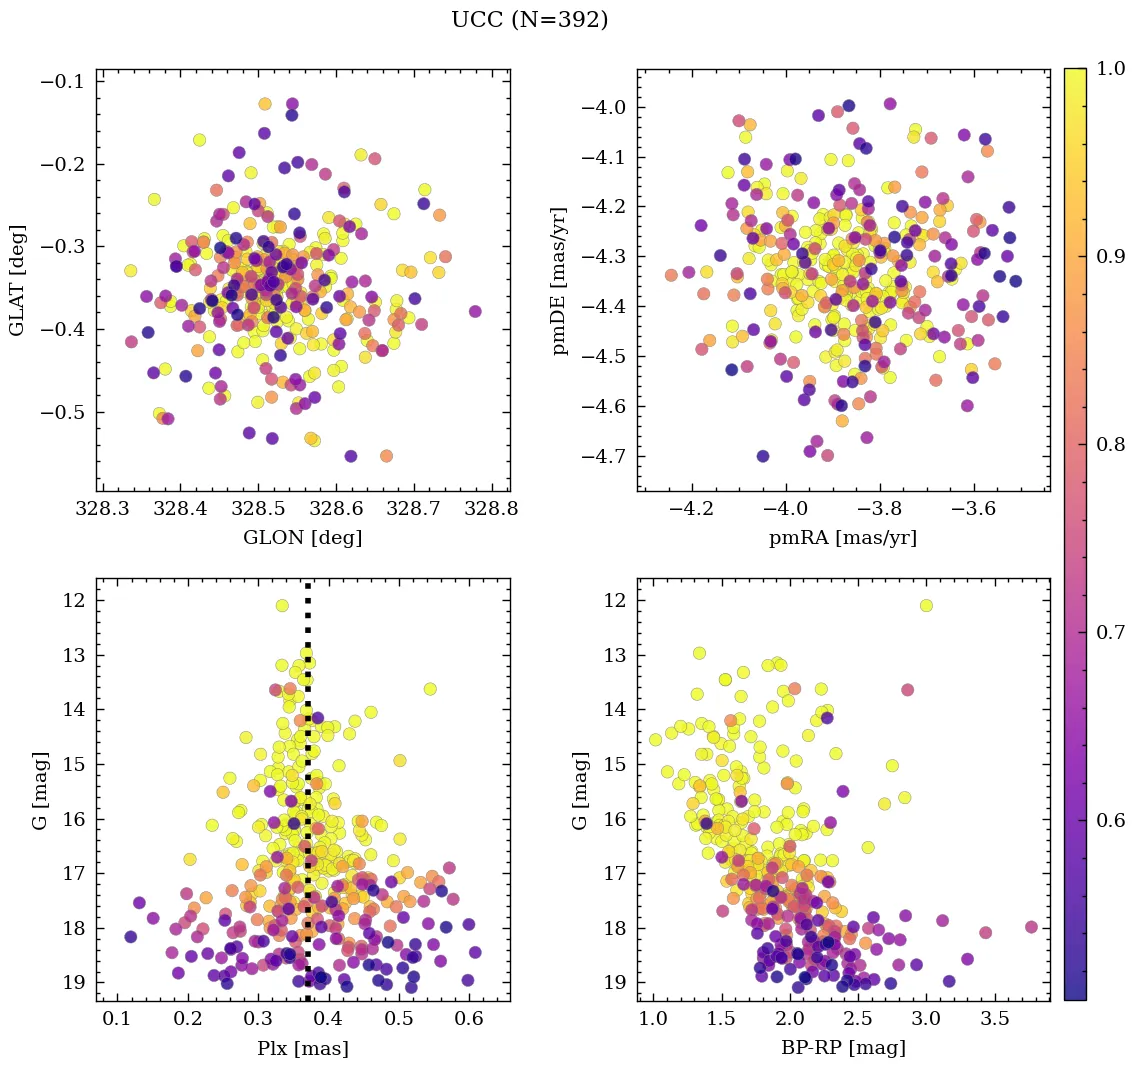 UCC (N=392)
−0.1
−0.2
−0.3
−0.4
−0.5
GLAT [deg]
328.3 328.4 328.5 328.6 328.7 328.8
GLON [deg]
−4.0
−4.1
−4.2
−4.3
−4.4
−4.5
−4.6
−4.7
pmDE [mas/yr]
−4.2 −4.0 −3.8 −3.6
pmRA [mas/yr]
12
13
14
15
16
17
18
19
G [mag]
0.1 0.2 0.3 0.4 0.5 0.6
Plx [mas]
12
13
14
15
16
17
18
19
G [mag]
1.0 1.5 2.0 2.5 3.0 3.5
BP-RP [mag]
1.0
0.9
0.8
0.7
0.6